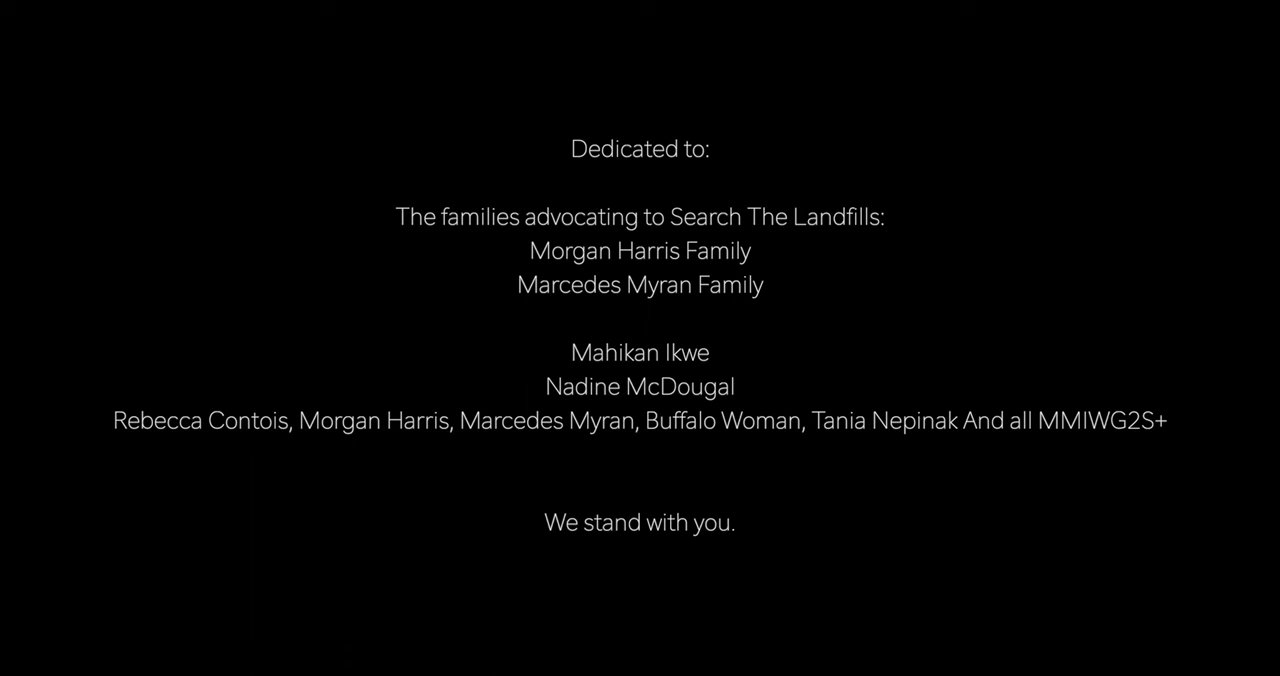 Dedicated to:
The families advocating to Search The Landfills:
Morgan Harris Family
Marcedes Myran Family
Mahikan Ikwe
Nadine McDougal
Rebecca Contois, Morgan Harris, Marcedes Myran, Buffalo Woman, Tania Nepinak And all MMIWG2S+
We stand with you.